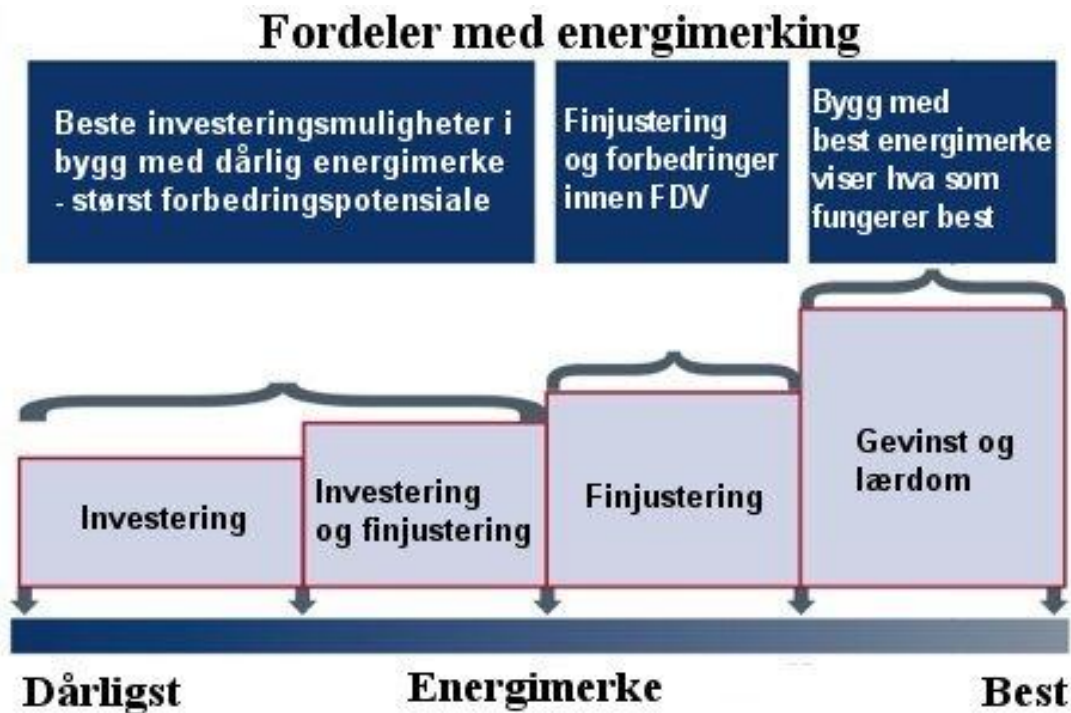 Fordeler med energimerking
Beste investeringsmuligheter i
bygg med dårlig energimerke
- størst forbedringspotensiale
Finjustering
og forbedringer
innen FDV
Bygg med
best energimerke
viser hva som
fungerer best
Investering
Investering
og finjustering
Finjustering
Gevinst og
lærdom
Dårligst
Energimerke
Best